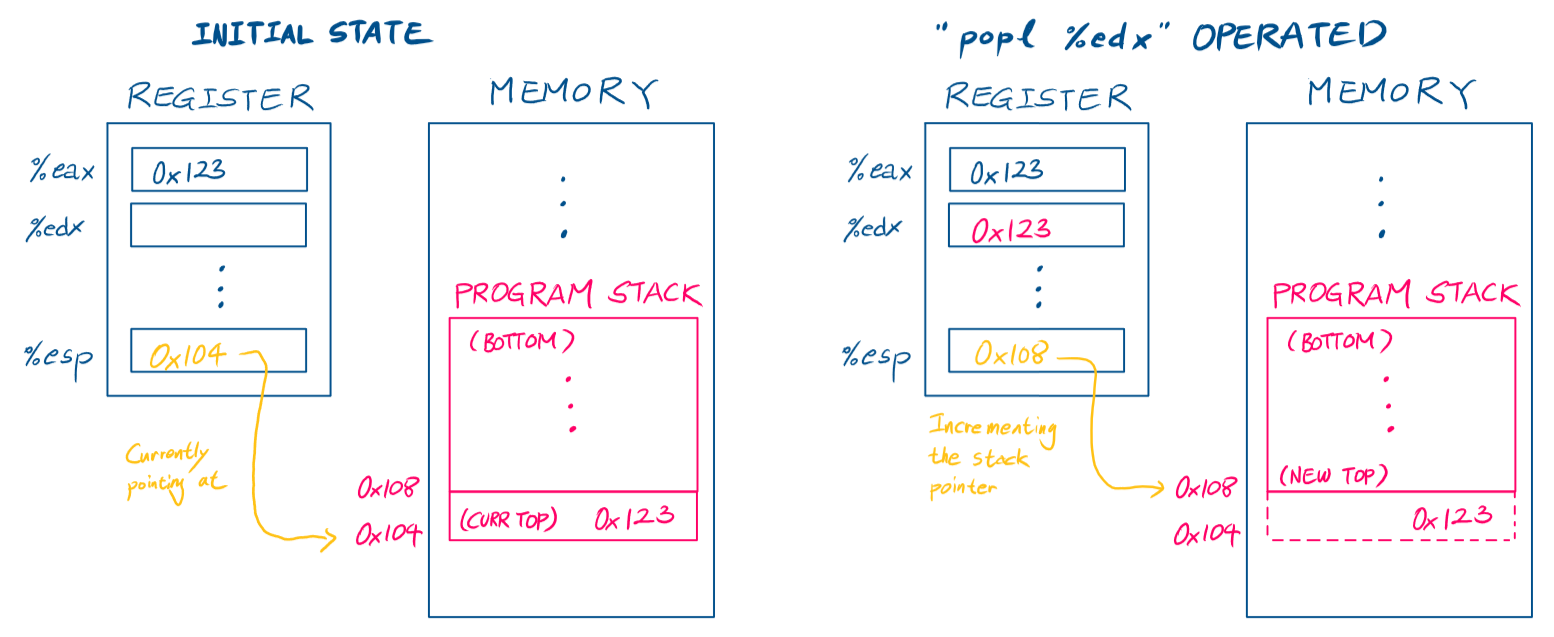 INITIAL STATE
REGISTER
MEMORY
%eax
0x123
%edx
%esp
0x104
Currently
pointing at
PROGRAM STACK
(BOTTOM)
0x108
0x104
(CURR TOP) 0x123
"popl %edx" OPERATED
REGISTER
MEMORY
%eax
0x123
%edx
0x123
%esp
0x108
Incrementing
the stack
pointer
PROGRAM STACK
(BOTTOM)
(NEW TOP)
0x108
0x104
0x123